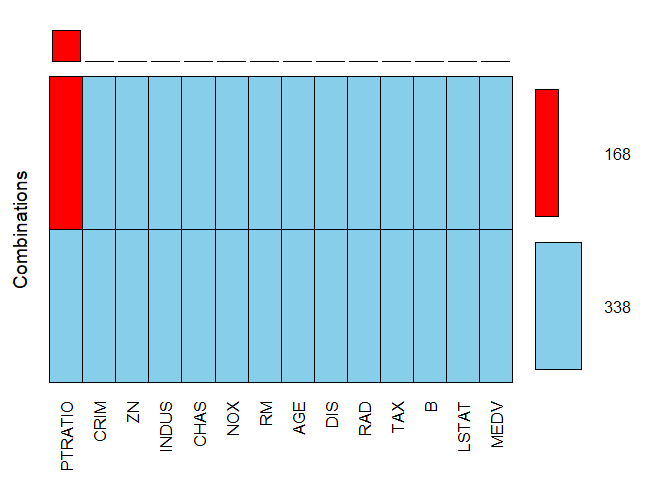 Combinations
168
338
PTRATIO
CRIM
ZN
INDUS
CHAS
NOX
RM
AGE
DIS
RAD
TAX
B
LSTAT
MEDV